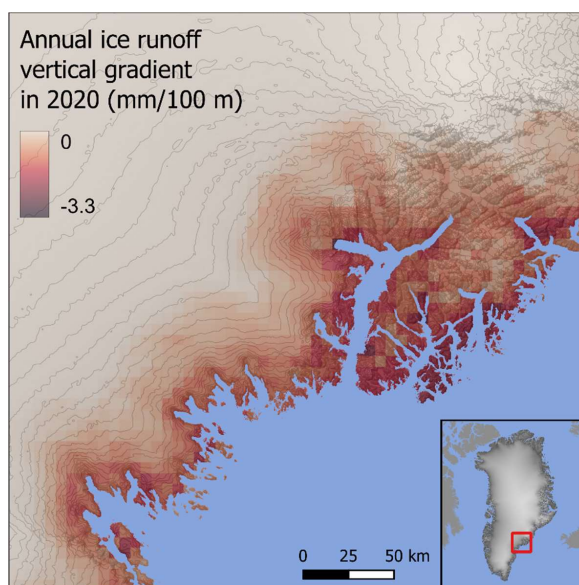 Annual ice runoff
vertical gradient
in 2020 (mm/100 m)
0
-3.3
0 25 50 km